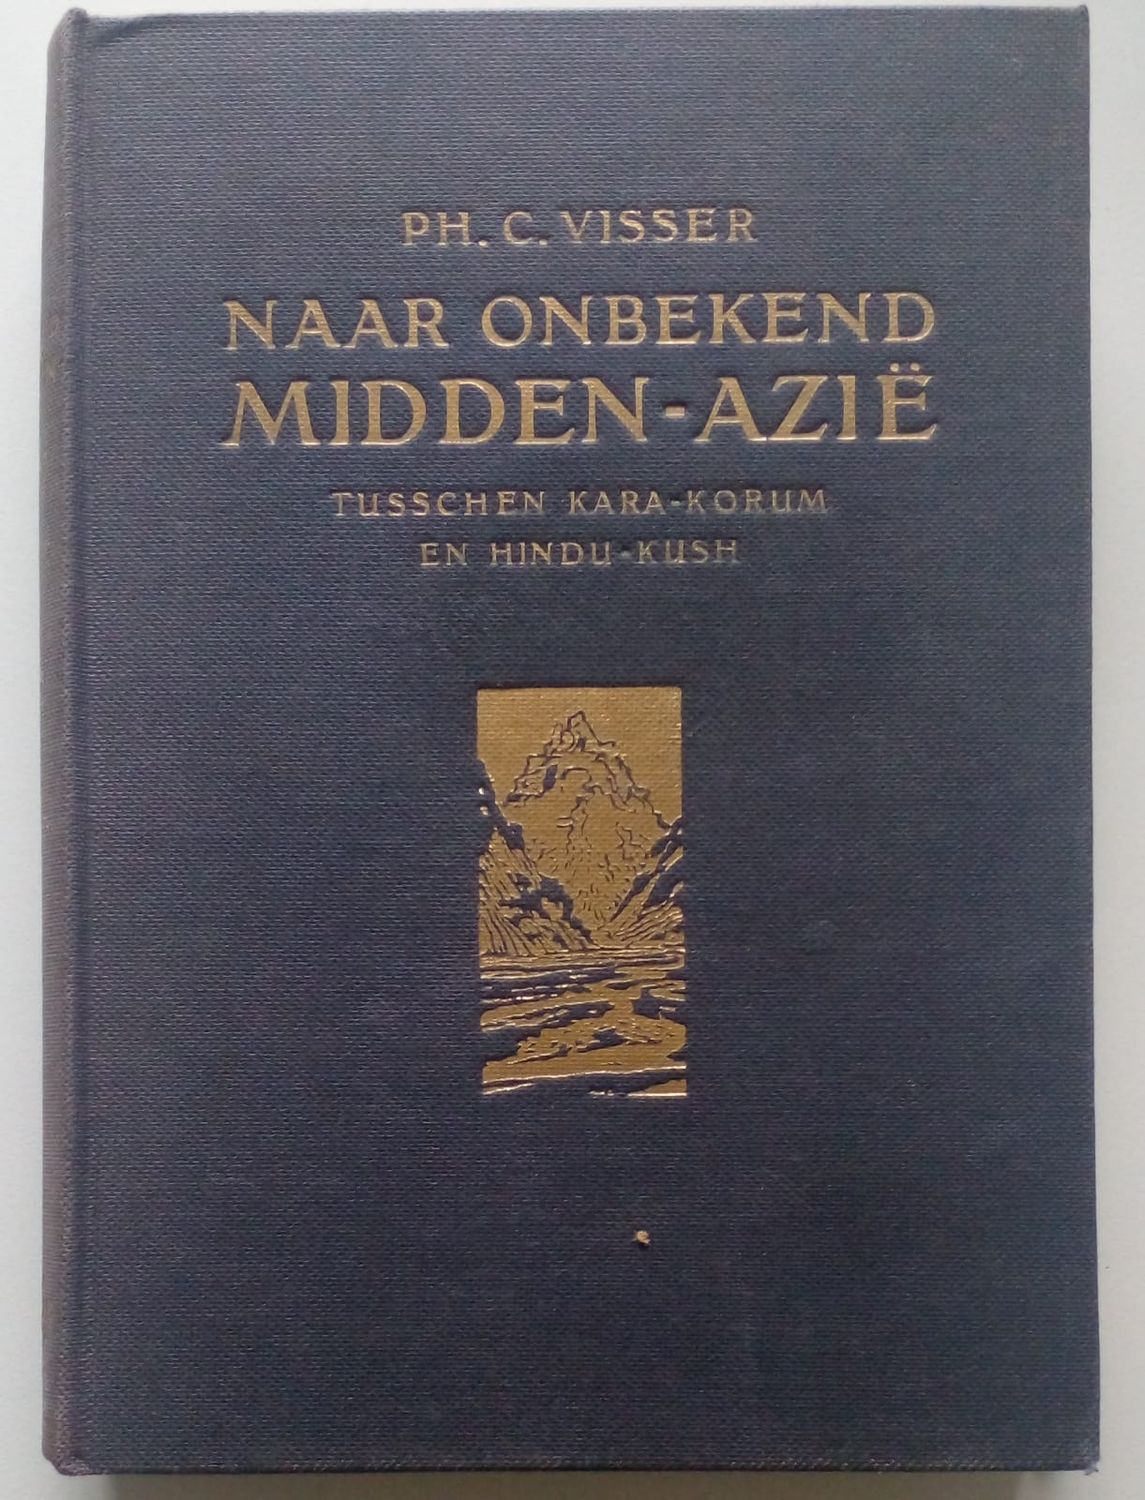 PH. C. VISSER
NAAR ONBEKEND
MIDDEN-AZIË
TUSSCHEN KARA-KORUM
EN HINDU-KUSH